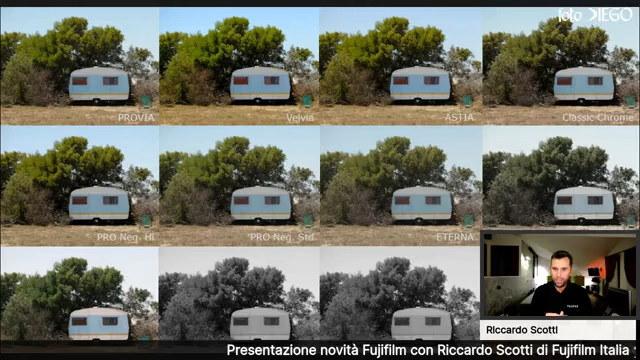 foto DIEGO
PROVIA
Velvia
ASTIA
Classic Chrome
PRO Neg. Hi
PRO Neg. Std
ETERNA
Riccardo Scotti
Presentazione novità Fujifilm con Riccardo Scotti di Fujifilm Italia